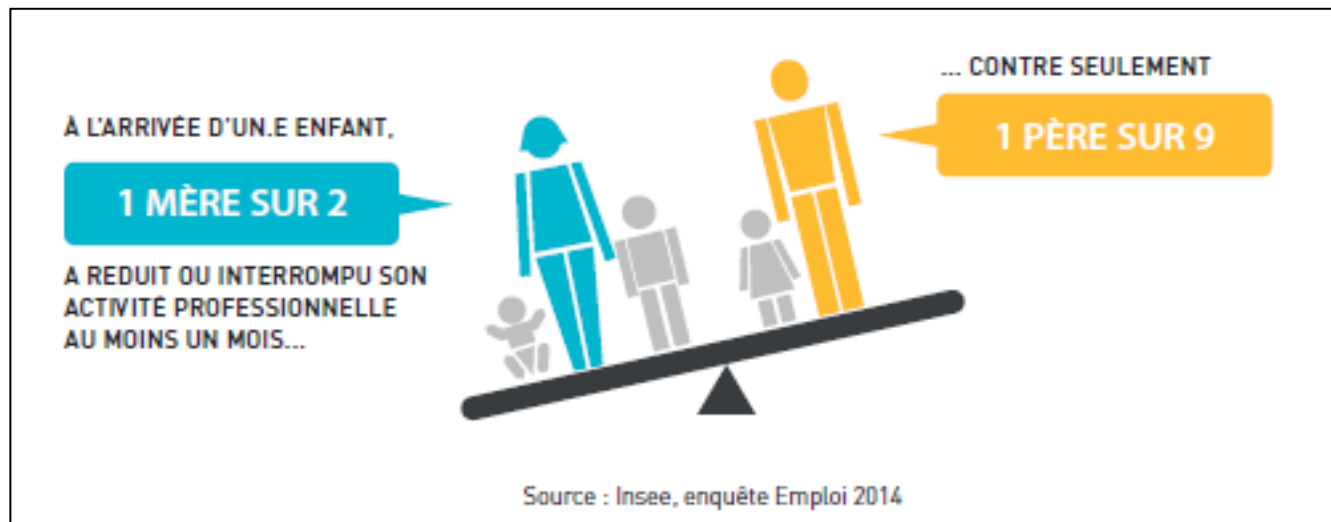 À L'ARRIVÉE D'UN.E ENFANT,
1 MÈRE SUR 2
A REDUIT OU INTERROMPU SON
ACTIVITÉ PROFESSIONNELLE
AU MOINS UN MOIS...
... CONTRE SEULEMENT
1 PÈRE SUR 9
Source : Insee, enquête Emploi 2014